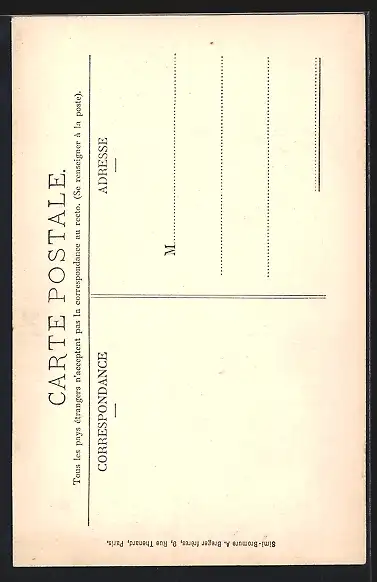 CARTE POSTALE.
Tous les pays étrangers n'acceptent pas la correspondance au recto. (Se renseigner à la poste).
CORRESPONDANCE
ADRESSE
M
Simi-Bromure A. Breger frères, 9, Rue Thenard, Paris.